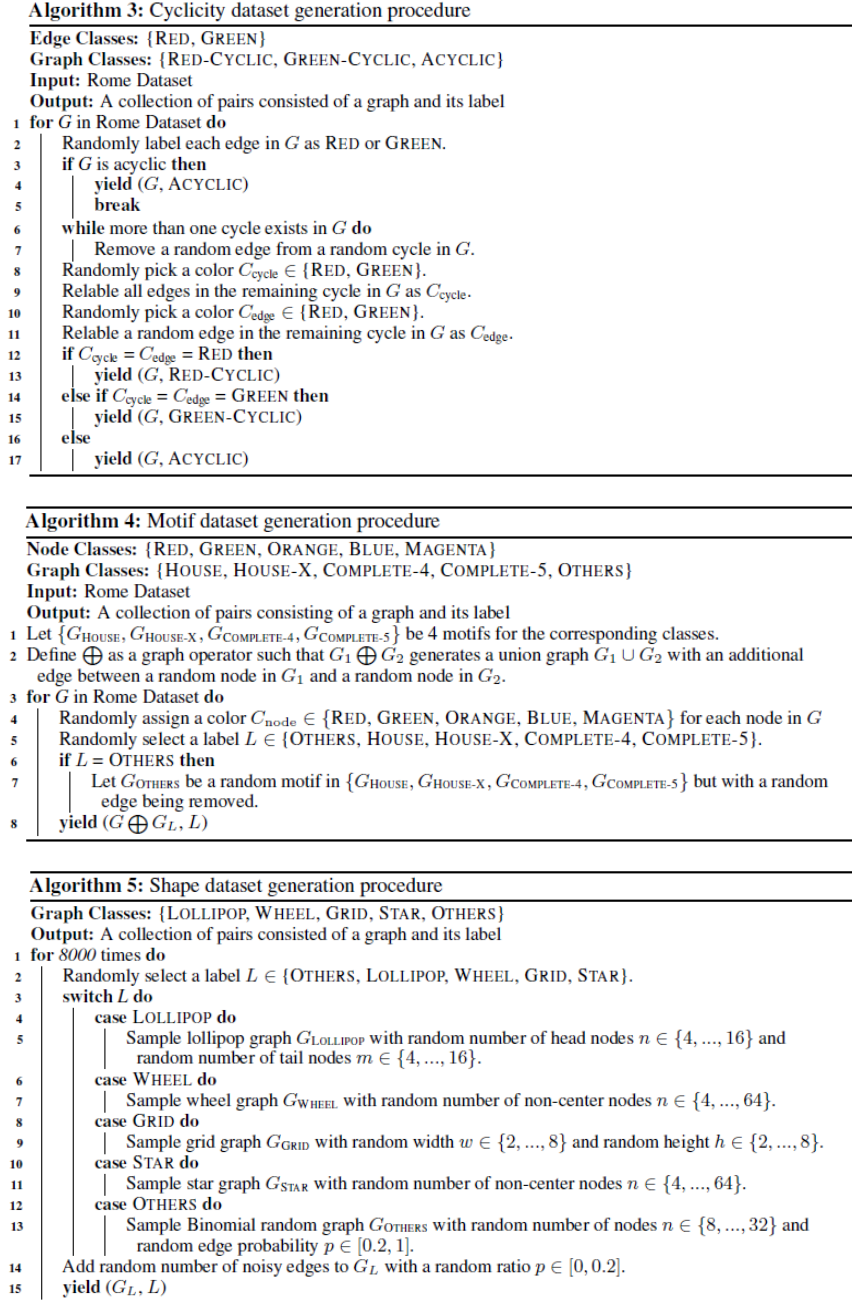 Algorithm 3: Cyclicity dataset generation procedure
Edge Classes: {RED, GREEN}
Graph Classes: {RED-CYCLIC, GREEN-CYCLIC, ACYCLIC}
Input: Rome Dataset
Output: A collection of pairs consisted of a graph and its label
1 for G in Rome Dataset do
2 Randomly label each edge in G as RED or GREEN.
3 if G is acyclic then
4 yield (G, ACYCLIC)
5 break
6 while more than one cycle exists in G do
7 Remove a random edge from a random cycle in G.
8 Randomly pick a color C_cycle ∈ {RED, GREEN}.
9 Relable all edges in the remaining cycle in G as C_cycle.
10 Randomly pick a color C_edge ∈ {RED, GREEN}.
11 Relable a random edge in the remaining cycle in G as C_edge.
12 if C_cycle = C_edge = RED then
13 yield (G, RED-CYCLIC)
14 else if C_cycle = C_edge = GREEN then
15 yield (G, GREEN-CYCLIC)
16 else
17 yield (G, ACYCLIC)
Algorithm 4: Motif dataset generation procedure
Node Classes: {RED, GREEN, ORANGE, BLUE, MAGENTA}
Graph Classes: {HOUSE, HOUSE-X, COMPLETE-4, COMPLETE-5, OTHERS}
Input: Rome Dataset
Output: A collection of pairs consisting of a graph and its label
1 Let {G_HOUSE, G_HOUSE-X, G_COMPLETE-4, G_COMPLETE-5} be 4 motifs for the corresponding classes.
2 Define ⊕ as a graph operator such that G_1 ⊕ G_2 generates a union graph G_1 ∪ G_2 with an additional
edge between a random node in G_1 and a random node in G_2.
3 for G in Rome Dataset do
4 Randomly assign a color C_node ∈ {RED, GREEN, ORANGE, BLUE, MAGENTA} for each node in G
5 Randomly select a label L ∈ {OTHERS, HOUSE, HOUSE-X, COMPLETE-4, COMPLETE-5}.
6 if L = OTHERS then
7 Let G_OTHERS be a random motif in {G_HOUSE, G_HOUSE-X, G_COMPLETE-4, G_COMPLETE-5} but with a random
edge being removed.
8 yield (G ⊕ G_L, L)
Algorithm 5: Shape dataset generation procedure
Graph Classes: {LOLLIPOP, WHEEL, GRID, STAR, OTHERS}
Output: A collection of pairs consisted of a graph and its label
1 for 8000 times do
2 Randomly select a label L ∈ {OTHERS, LOLLIPOP, WHEEL, GRID, STAR}.
3 switch L do
4 case LOLLIPOP do
5 Sample lollipop graph G_LOLLIPOP with random number of head nodes n ∈ {4, ..., 16} and
random number of tail nodes m ∈ {4, ..., 16}.
6 case WHEEL do
7 Sample wheel graph G_WHEEL with random number of non-center nodes n ∈ {4, ..., 64}.
8 case GRID do
9 Sample grid graph G_GRID with random width w ∈ {2, ..., 8} and random height h ∈ {2, ..., 8}.
10 case STAR do
11 Sample star graph G_STAR with random number of non-center nodes n ∈ {4, ..., 64}.
12 case OTHERS do
13 Sample Binomial random graph G_OTHERS with random number of nodes n ∈ {8, ..., 32} and
random edge probability p ∈ [0.2, 1].
14 Add random number of noisy edges to G_L with a random ratio p ∈ [0, 0.2].
15 yield (G_L, L)